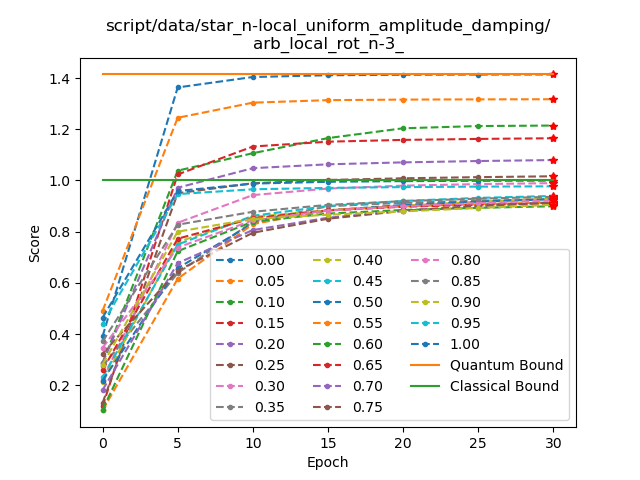 script/data/star_n-local_uniform_amplitude_damping/
arb_local_rot_n-3_
1.4
1.2
1.0
0.8
0.6
0.4
0.2
Score
0.00 0.40 0.80
0.05 0.45 0.85
0.10 0.50 0.90
0.15 0.55 0.95
0.20 0.60 1.00
0.25 0.65 Quantum Bound
0.30 0.70 Classical Bound
0.35 0.75
0 5 10 15 20 25 30
Epoch